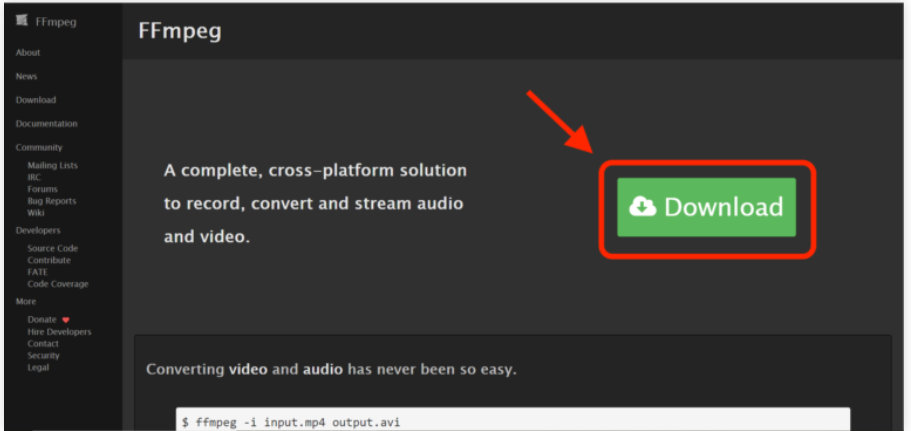 FFmpeg
About
News
Download
Documentation
Community
Mailing Lists
IRC
Forums
Bug Reports
Wiki
Developers
Source Code
Contribute
FATE
Code Coverage
More
Donate
Hire Developers
Contact
Security
Legal
FFmpeg
A complete, cross-platform solution
to record, convert and stream audio
and video.
Download
Converting video and audio has never been so easy.
$ ffmpeg -i input.mp4 output.avi